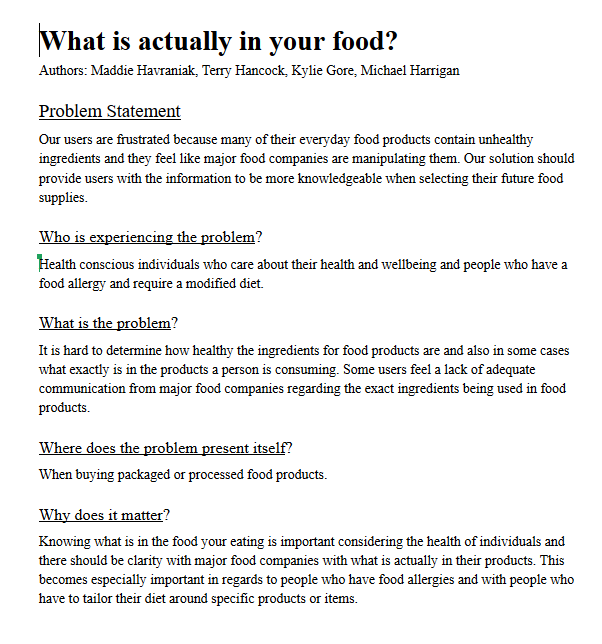 What is actually in your food?
Authors: Maddie Havraniak, Terry Hancock, Kylie Gore, Michael Harrigan
Problem Statement
Our users are frustrated because many of their everyday food products contain unhealthy
ingredients and they feel like major food companies are manipulating them. Our solution should
provide users with the information to be more knowledgeable when selecting their future food
supplies.
Who is experiencing the problem?
Health conscious individuals who care about their health and wellbeing and people who have a
food allergy and require a modified diet.
What is the problem?
It is hard to determine how healthy the ingredients for food products are and also in some cases
what exactly is in the products a person is consuming. Some users feel a lack of adequate
communication from major food companies regarding the exact ingredients being used in food
products.
Where does the problem present itself?
When buying packaged or processed food products.
Why does it matter?
Knowing what is in the food your eating is important considering the health of individuals and
there should be clarity with major food companies with what is actually in their products. This
becomes especially important in regards to people who have food allergies and with people who
have to tailor their diet around specific products or items.